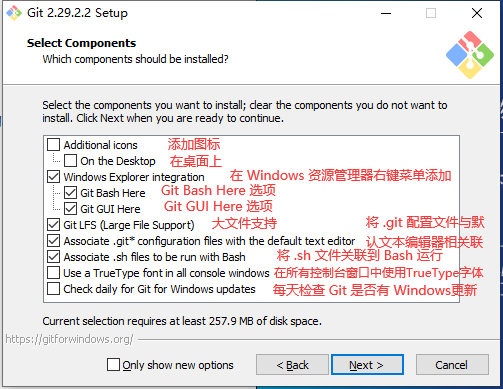 Git 2.29.2.2 Setup
Select Components
Which components should be installed?
Select the components you want to install; clear the components you do not want to
install. Click Next when you are ready to continue.
Additional icons 添加图标
On the Desktop 在桌面上
Windows Explorer integration 在 Windows 资源管理器右键菜单添加
Git Bash Here Git Bash Here 选项
Git GUI Here Git GUI Here 选项
Git LFS (Large File Support) 大文件支持 将 .git 配置文件与默
Associate .git* configuration files with the default text editor 认文本编辑器相关联
Associate .sh files to be run with Bash 将 .sh 文件关联到 Bash 运行
Use a TrueType font in all console windows 在所有控制台窗口中使用TrueType字体
Check daily for Git for Windows updates 每天检查 Git 是否有 Windows更新
Current selection requires at least 257.9 MB of disk space.
https://gitforwindows.org/
Only show new options < Back Next > Cancel